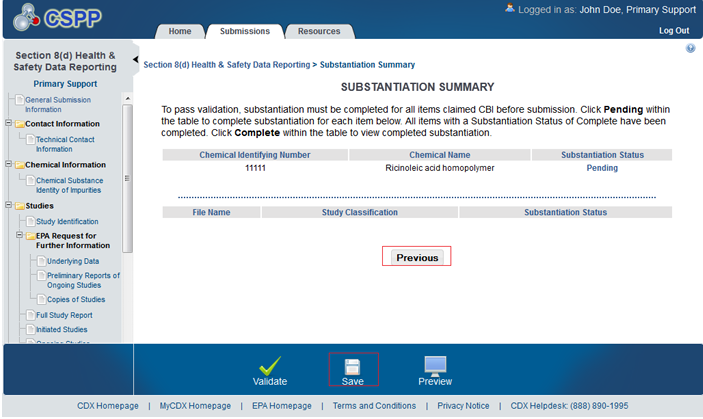 CSPP
Logged in as: John Doe, Primary Support
Home
Submissions
Resources
Log Out
Section 8(d) Health &
Safety Data Reporting
Primary Support
General Submission
Information
Contact Information
Technical Contact
Information
Chemical Information
Chemical Substance
Identity of Impurities
Studies
Study Identification
EPA Request for
Further Information
Underlying Data
Preliminary Reports of
Ongoing Studies
Copies of Studies
Full Study Report
Initiated Studies
Ongoing Studies
Section 8(d) Health & Safety Data Reporting > Substantiation Summary
SUBSTANTIATION SUMMARY
To pass validation, substantiation must be completed for all items claimed CBI before submission. Click Pending within
the table to complete substantiation for each item below. All items with a Substantiation Status of Complete have been
completed. Click Complete within the table to view completed substantiation.
Chemical Identifying Number Chemical Name Substantiation Status
11111 Ricinoleic acid homopolymer Pending
File Name Study Classification Substantiation Status
Previous
Validate Save Preview
CDX Homepage | MyCDX Homepage | EPA Homepage | Terms and Conditions | Privacy Notice | CDX Helpdesk: (888) 890-1995